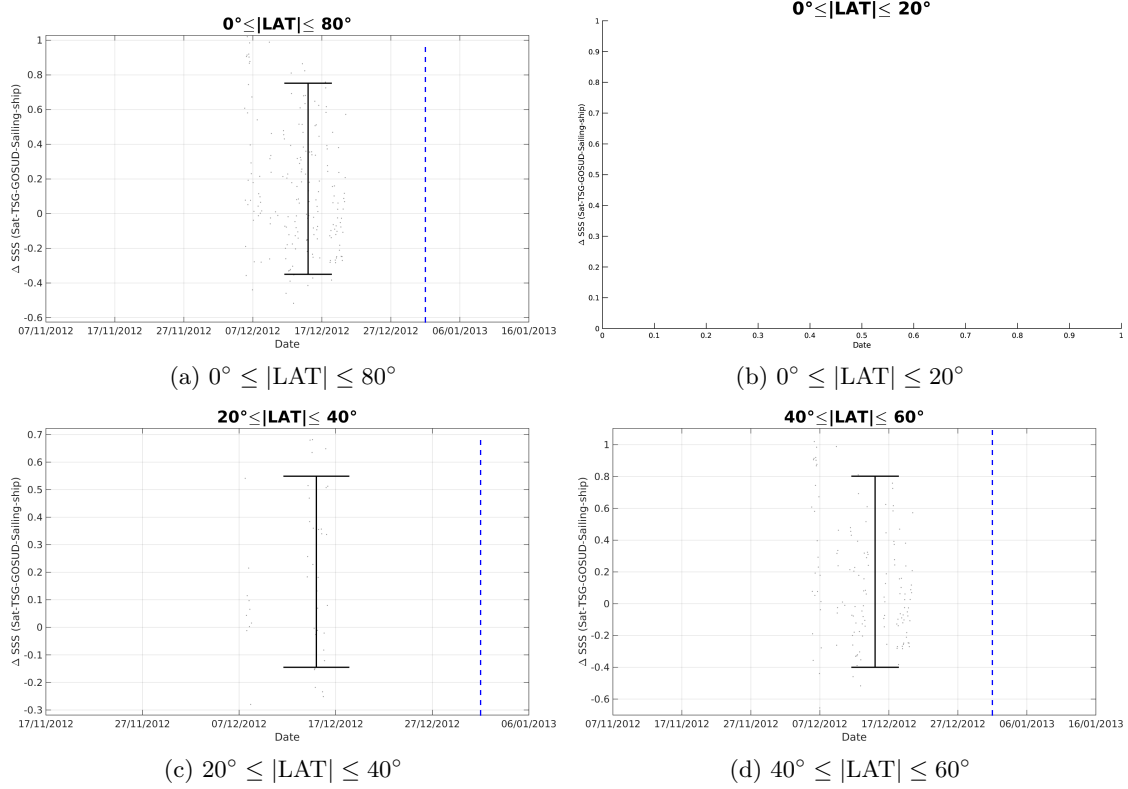 0°≤|LAT|≤ 80°
1
0.8
0.6
0.4
0.2
0
-0.2
-0.4
-0.6
Δ SSS (Sat-TSG-GOSUD-Sailing-ship)
07/11/2012 17/11/2012 27/11/2012 07/12/2012 17/12/2012 27/12/2012 06/01/2013 16/01/2013
Date
(a) 0° ≤ |LAT| ≤ 80°
0°≤|LAT|≤ 20°
1
0.9
0.8
0.7
0.6
0.5
0.4
0.3
0.2
0.1
0
Δ SSS (Sat-TSG-GOSUD-Sailing-ship)
0 0.1 0.2 0.3 0.4 0.5 0.6 0.7 0.8 0.9 1
Date
(b) 0° ≤ |LAT| ≤ 20°
20°≤|LAT|≤ 40°
0.7
0.6
0.5
0.4
0.3
0.2
0.1
0
-0.1
-0.2
-0.3
Δ SSS (Sat-TSG-GOSUD-Sailing-ship)
17/11/2012 27/11/2012 07/12/2012 17/12/2012 27/12/2012 06/01/2013
Date
(c) 20° ≤ |LAT| ≤ 40°
40°≤|LAT|≤ 60°
1
0.8
0.6
0.4
0.2
0
-0.2
-0.4
-0.6
Δ SSS (Sat-TSG-GOSUD-Sailing-ship)
07/11/2012 17/11/2012 27/11/2012 07/12/2012 17/12/2012 27/12/2012 06/01/2013 16/01/2013
Date
(d) 40° ≤ |LAT| ≤ 60°